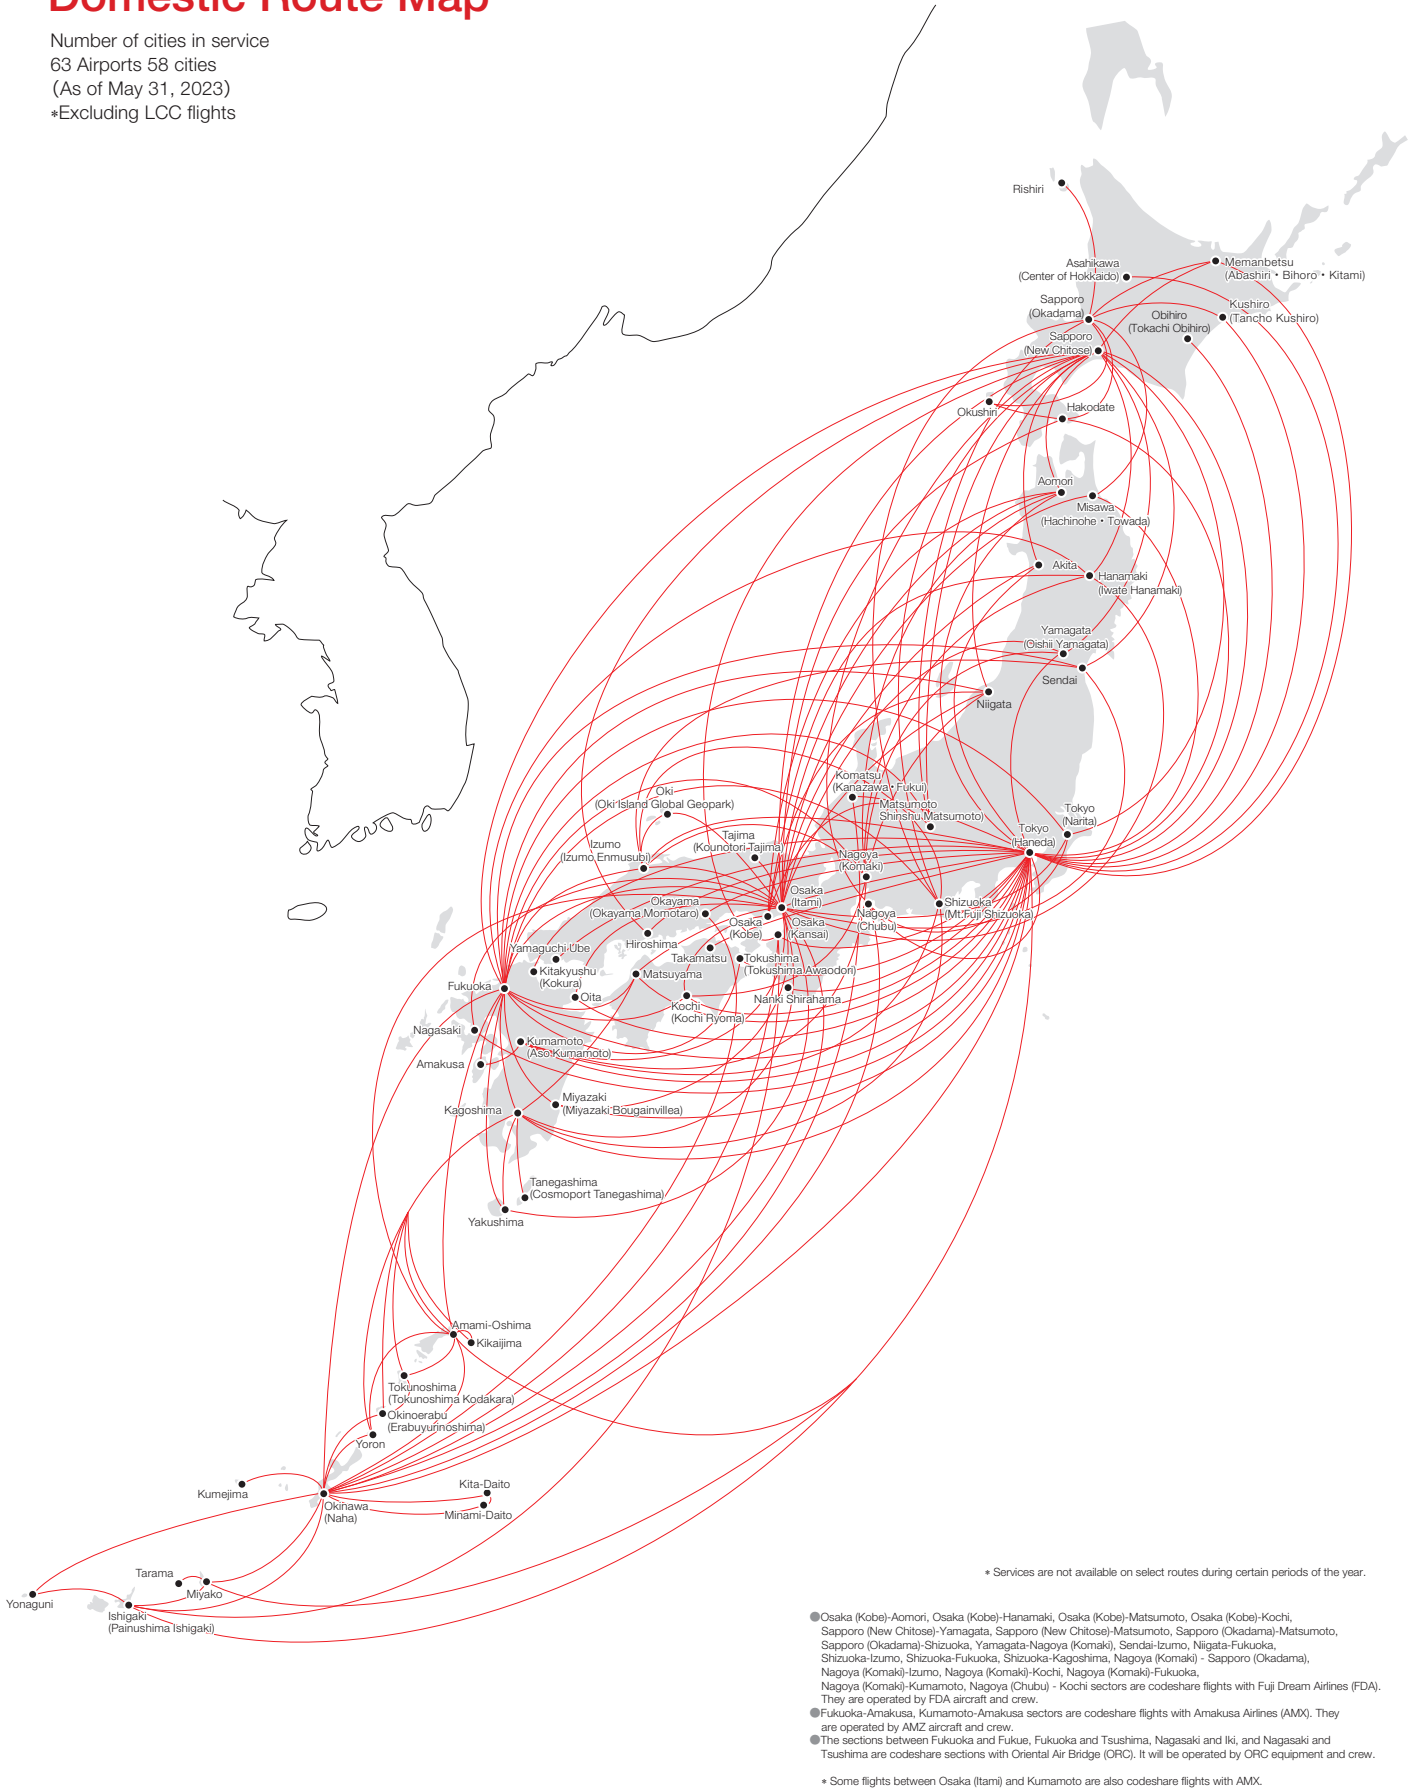 Domestic Route Map
Number of cities in service
63 Airports 58 cities
(As of May 31, 2023)
*Excluding LCC flights
Rishiri
Asahikawa
(Center of Hokkaido)
Memanbetsu
(Abashiri・Bihoro・Kitami)
Sapporo
(Okadama)
Kushiro
(Tancho Kushiro)
Obihiro
(Tokachi Obihiro)
Sapporo
(New Chitose)
Okushiri
Hakodate
Aomori
Misawa
(Hachinohe・Towada)
Akita
Hanamaki
(Iwate Hanamaki)
Yamagata
(Oishii Yamagata)
Sendai
Niigata
Komatsu
(Kanazawa・Fukui)
Matsumoto
Shinshu Matsumoto)
Oki
(Oki Island Global Geopark)
Tokyo
(Narita)
Tokyo
(Haneda)
Tajima
(Kounotori Tajima)
Izumo
(Izumo Enmusubi)
Nagoya
(Komaki)
Osaka
(Itami)
Okayama
(Okayama Momotaro)
Nagoya
(Chubu)
Shizuoka
(Mt.Fuji Shizuoka)
Osaka
(Kobe)
Osaka
(Kansai)
Hiroshima
Yamaguchi Ube
Takamatsu
Tokushima
(Tokushima Awaodori)
Kitakyushu
(Kokura)
Matsuyama
Fukuoka
Oita
Kochi
(Kochi Ryoma)
Nanki Shirahama
Nagasaki
Kumamoto
(Aso Kumamoto)
Amakusa
Kagoshima
Miyazaki
(Miyazaki Bougainvillea)
Tanegashima
(Cosmoport Tanegashima)
Yakushima
Amami-Oshima
Kikaijima
Tokunoshima
(Tokunoshima Kodakara)
Okinoerabu
(Erabuyurinoshima)
Yoron
Kumejima
Kita-Daito
Okinawa
(Naha)
Minami-Daito
Tarama
Miyako
Yonaguni
Ishigaki
(Painushima Ishigaki)
* Services are not available on select routes during certain periods of the year.
●Osaka (Kobe)-Aomori, Osaka (Kobe)-Hanamaki, Osaka (Kobe)-Matsumoto, Osaka (Kobe)-Kochi,
Sapporo (New Chitose)-Yamagata, Sapporo (New Chitose)-Matsumoto, Sapporo (Okadama)-Matsumoto,
Sapporo (Okadama)-Shizuoka, Yamagata-Nagoya (Komaki), Sendai-Izumo, Niigata-Fukuoka,
Shizuoka-Izumo, Shizuoka-Fukuoka, Shizuoka-Kagoshima, Nagoya (Komaki) - Sapporo (Okadama),
Nagoya (Komaki)-Izumo, Nagoya (Komaki)-Kochi, Nagoya (Komaki)-Fukuoka,
Nagoya (Komaki)-Kumamoto, Nagoya (Chubu) - Kochi sectors are codeshare flights with Fuji Dream Airlines (FDA).
They are operated by FDA aircraft and crew.
●Fukuoka-Amakusa, Kumamoto-Amakusa sectors are codeshare flights with Amakusa Airlines (AMX). They
are operated by AMZ aircraft and crew.
●The sections between Fukuoka and Fukue, Fukuoka and Tsushima, Nagasaki and Iki, and Nagasaki and
Tsushima are codeshare sections with Oriental Air Bridge (ORC). It will be operated by ORC equipment and crew.
* Some flights between Osaka (Itami) and Kumamoto are also codeshare flights with AMX.